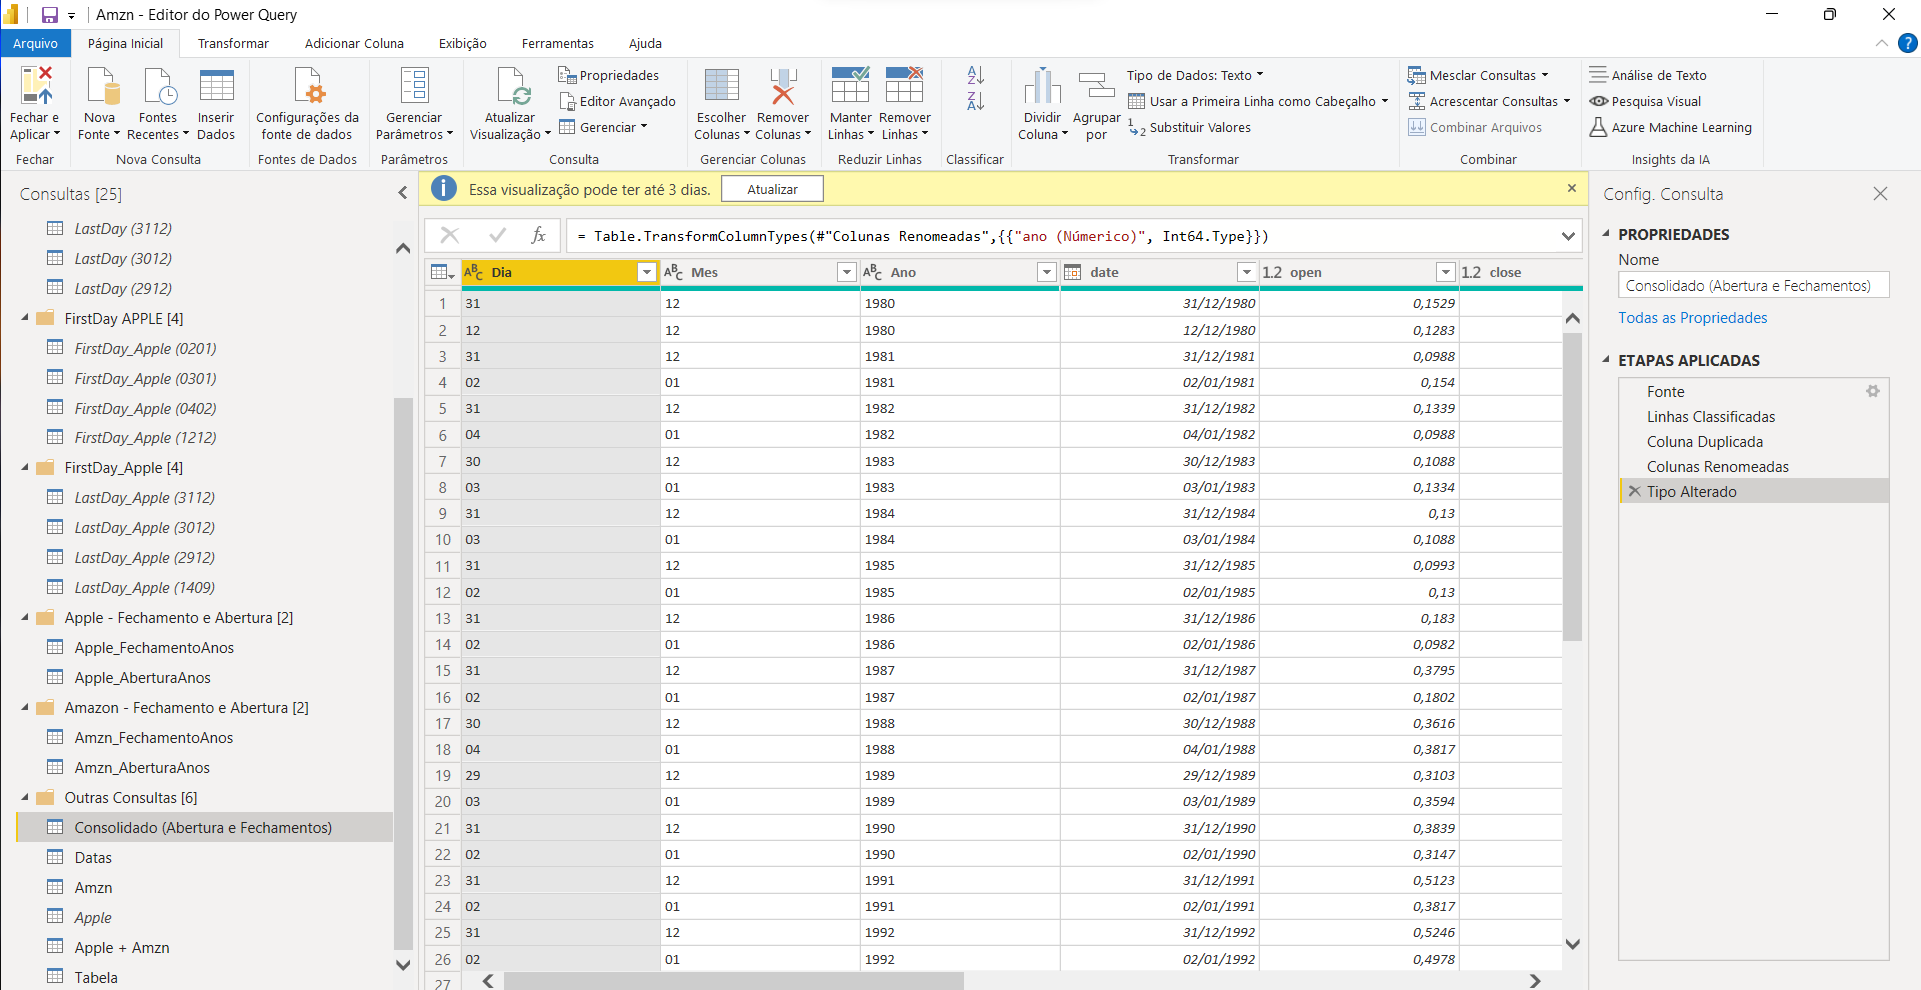 Amzn - Editor do Power Query
Arquivo
Página Inicial
Transformar
Adicionar Coluna
Exibição
Ferramentas
Ajuda
?
Fechar e
Aplicar
Nova
Fonte
Fontes
Recentes
Inserir
Dados
Configurações da
fonte de dados
Gerenciar
Parâmetros
Atualizar
Visualização
Propriedades
Editor Avançado
Gerenciar
Escolher
Colunas
Remover
Colunas
Manter
Linhas
Remover
Linhas
Dividir
Coluna
Agrupar
por
Tipo de Dados: Texto
Usar a Primeira Linha como Cabeçalho
Substituir Valores
Mesclar Consultas
Acrescentar Consultas
Combinar Arquivos
Análise de Texto
Pesquisa Visual
Azure Machine Learning
Fechar
Nova Consulta
Fontes de Dados
Parâmetros
Consulta
Gerenciar Colunas
Reduzir Linhas
Classificar
Transformar
Combinar
Insights da IA
Consultas [25]
LastDay (3112)
LastDay (3012)
LastDay (2912)
FirstDay APPLE [4]
FirstDay_Apple (0201)
FirstDay_Apple (0301)
FirstDay_Apple (0402)
FirstDay_Apple (1212)
FirstDay_Apple [4]
LastDay_Apple (3112)
LastDay_Apple (3012)
LastDay_Apple (2912)
LastDay_Apple (1409)
Apple - Fechamento e Abertura [2]
Apple_FechamentoAnos
Apple_AberturaAnos
Amazon - Fechamento e Abertura [2]
Amzn_FechamentoAnos
Amzn_AberturaAnos
Outras Consultas [6]
Consolidado (Abertura e Fechamentos)
Datas
Amzn
Apple
Apple + Amzn
Tabela
Essa visualização pode ter até 3 dias.
Atualizar
fx
= Table.TransformColumnTypes(#"Colunas Renomeadas",{{"ano (Númerico)", Int64.Type}})
ABC Dia ABC Mes ABC Ano date 1.2 open 1.2 close
1 31 12 1980 31/12/1980 0,1529
2 12 12 1980 12/12/1980 0,1283
3 31 12 1981 31/12/1981 0,0988
4 02 01 1981 02/01/1981 0,154
5 31 12 1982 31/12/1982 0,1339
6 04 01 1982 04/01/1982 0,0988
7 30 12 1983 30/12/1983 0,1088
8 03 01 1983 03/01/1983 0,1334
9 31 12 1984 31/12/1984 0,13
10 03 01 1984 03/01/1984 0,1088
11 31 12 1985 31/12/1985 0,0993
12 02 01 1985 02/01/1985 0,13
13 31 12 1986 31/12/1986 0,183
14 02 01 1986 02/01/1986 0,0982
15 31 12 1987 31/12/1987 0,3795
16 02 01 1987 02/01/1987 0,1802
17 30 12 1988 30/12/1988 0,3616
18 04 01 1988 04/01/1988 0,3817
19 29 12 1989 29/12/1989 0,3103
20 03 01 1989 03/01/1989 0,3594
21 31 12 1990 31/12/1990 0,3839
22 02 01 1990 02/01/1990 0,3147
23 31 12 1991 31/12/1991 0,5123
24 02 01 1991 02/01/1991 0,3817
25 31 12 1992 31/12/1992 0,5246
26 02 01 1992 02/01/1992 0,4978
27
Config. Consulta
PROPRIEDADES
Nome
Consolidado (Abertura e Fechamentos)
Todas as Propriedades
ETAPAS APLICADAS
Fonte
Linhas Classificadas
Coluna Duplicada
Colunas Renomeadas
Tipo Alterado